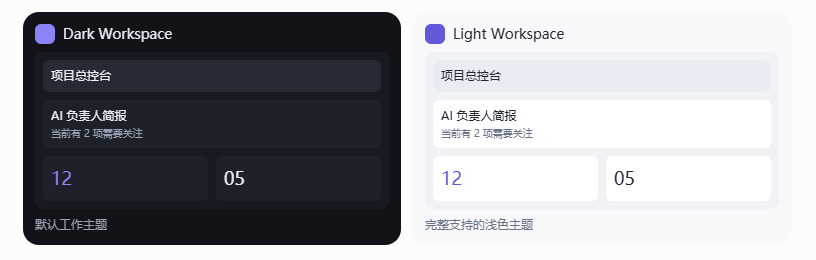 Dark Workspace
项目总控台
AI 负责人简报
当前有 2 项需要关注
12
05
默认工作主题
Light Workspace
项目总控台
AI 负责人简报
当前有 2 项需要关注
12
05
完整支持的浅色主题